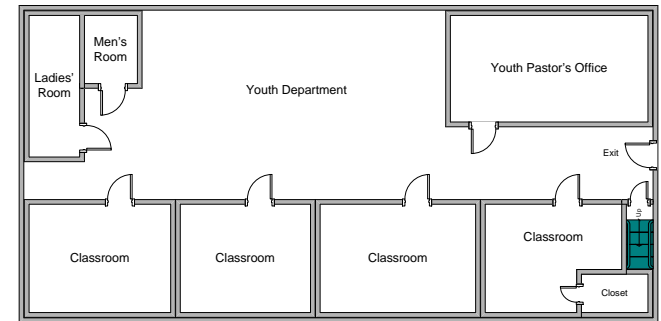 Men's
Room
Ladies'
Room
Youth Department
Youth Pastor's Office
Exit
Up
Classroom
Classroom
Classroom
Classroom
Closet